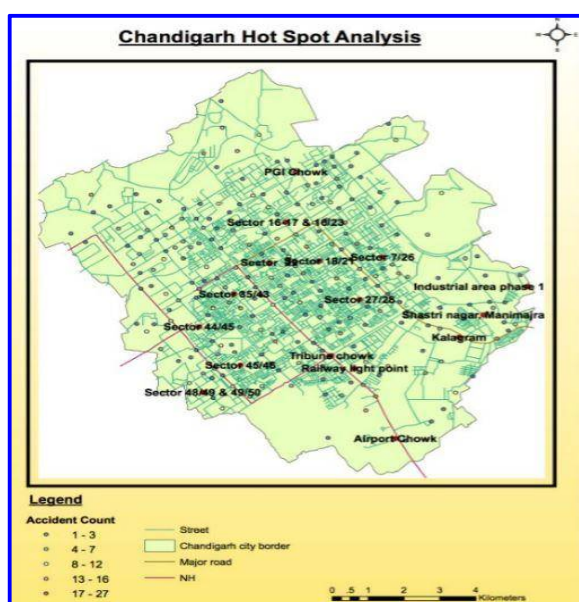 Chandigarh Hot Spot Analysis
N
W E
S
PGI Chowk
Sector 16-17 & 18/23
Sector
Sector 18/21
Sector 7/26
Industrial area phase 1
Sector 35/43
Sector 27/28
Shastri nagar, Manimajra
Sector 44/45
Kalagram
Tribune chowk
Sector 45/46
Railway light point
Sector 48/49 & 49/50
Airport Chowk
Legend
Accident Count
1 - 3
4 - 7
8 - 12
13 - 16
17 - 27
Street
Chandigarh city border
Major road
NH
0 .5 1 2 3 4
Kilometers